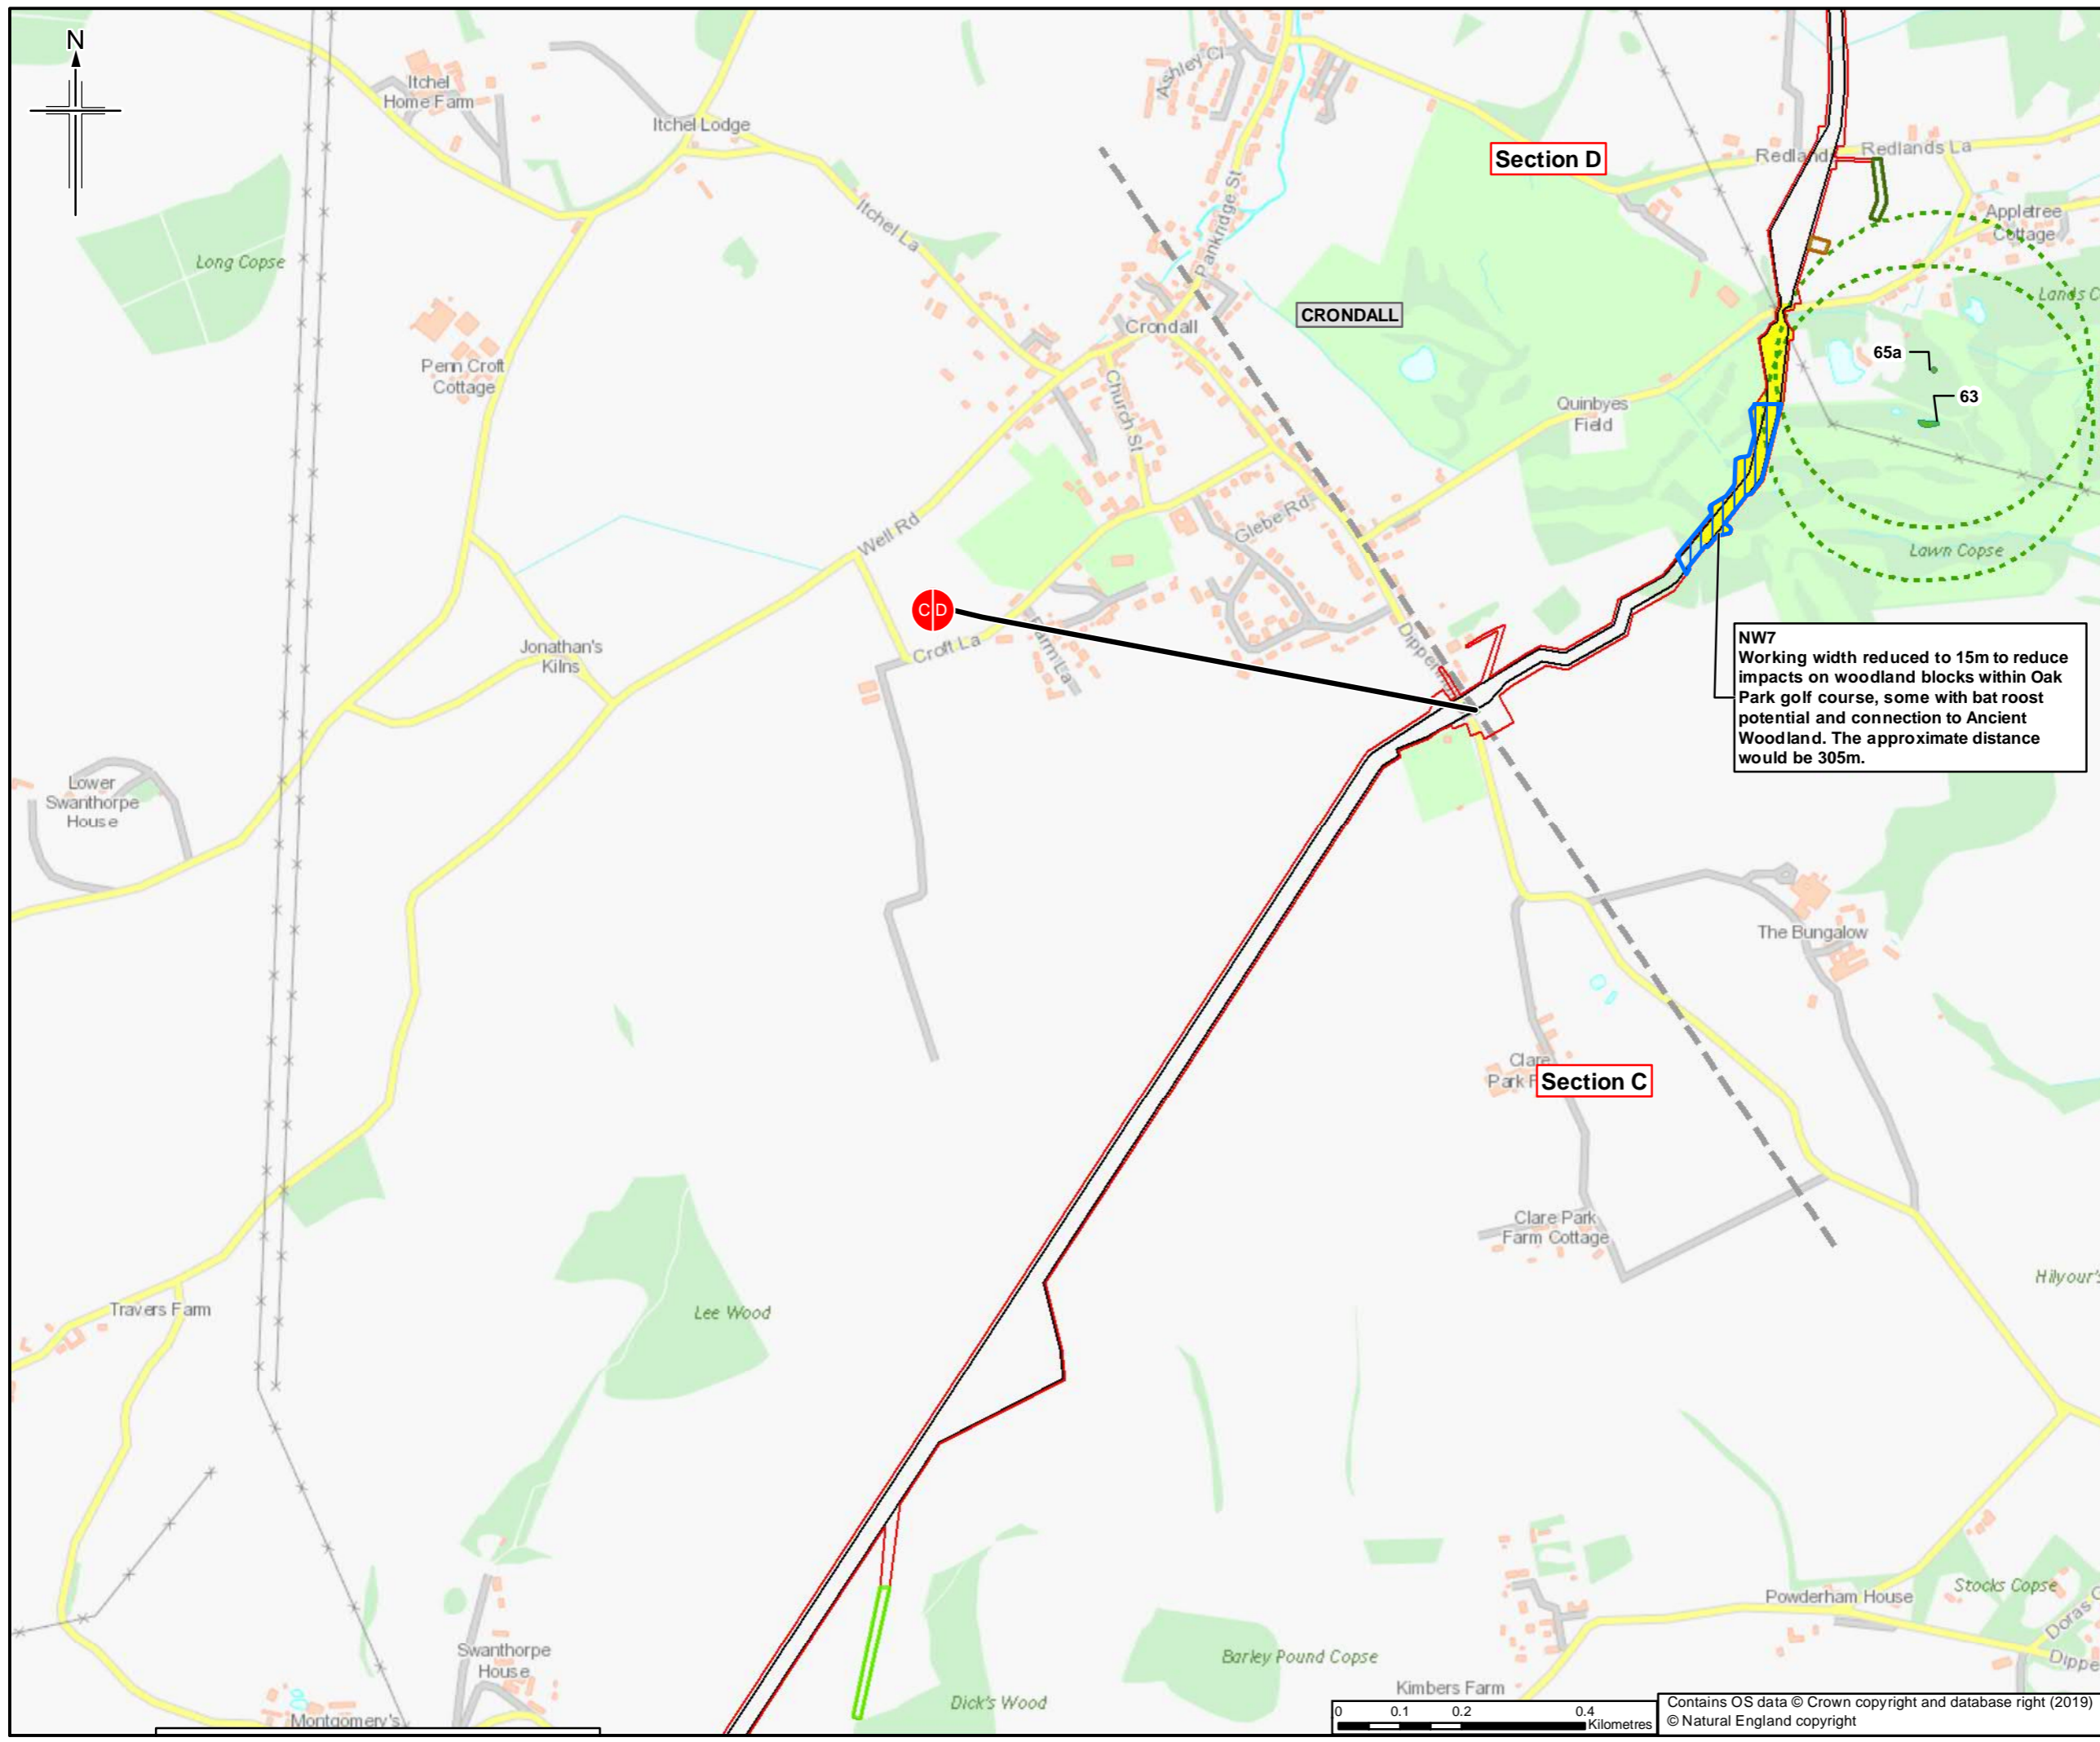 N
Itchel
Home Farm
Itchel Lodge
Ashley Cl
Section D
Redlands La
Pankridge St
Itchel La
Appletree
Cottage
Long Copse
CRONDALL
Crondall
Penn Croft
Cottage
65a
63
Church St
Quinbyes
Field
Glebe Rd
Well Rd
Lawn Copse
C D
Jonathan's
Kilns
Croft La
Farm La
NW7
Working width reduced to 15m to reduce
impacts on woodland blocks within Oak
Park golf course, some with bat roost
potential and connection to Ancient
Woodland. The approximate distance
would be 305m.
Lower
Swanthorpe
House
The Bungalow
Clare
Park
Section C
Clare Park
Farm Cottage
Travers Farm
Lee Wood
Powderham House
Stocks Copse
Swanthorpe
House
Barley Pound Copse
Dick's Wood
Kimbers Farm
Montgomery's
0 0.1 0.2 0.4
Kilometres
Contains OS data © Crown copyright and database right (2019)
© Natural England copyright